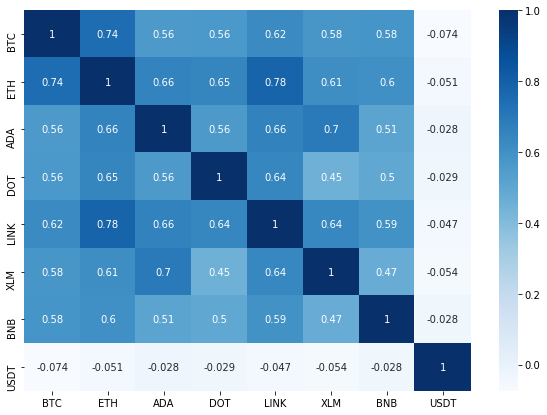 BTC 1 0.74 0.56 0.56 0.62 0.58 0.58 -0.074
ETH 0.74 1 0.66 0.65 0.78 0.61 0.6 -0.051
ADA 0.56 0.66 1 0.56 0.66 0.7 0.51 -0.028
DOT 0.56 0.65 0.56 1 0.64 0.45 0.5 -0.029
LINK 0.62 0.78 0.66 0.64 1 0.64 0.59 -0.047
XLM 0.58 0.61 0.7 0.45 0.64 1 0.47 -0.054
BNB 0.58 0.6 0.51 0.5 0.59 0.47 1 -0.028
USDT -0.074 -0.051 -0.028 -0.029 -0.047 -0.054 -0.028 1
BTC ETH ADA DOT LINK XLM BNB USDT
1.0
0.8
0.6
0.4
0.2
0.0